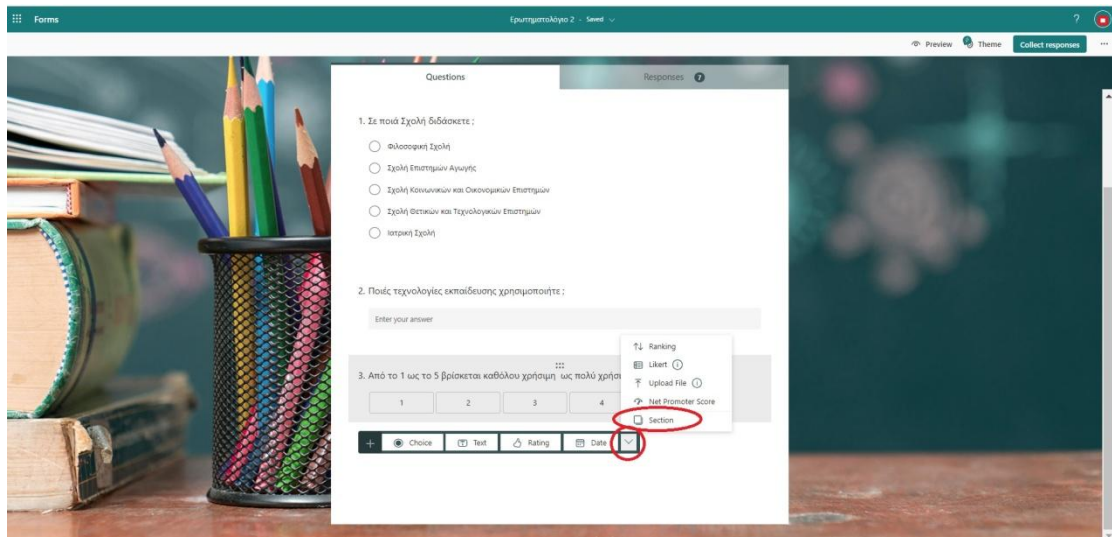 Forms
Ερωτηματολόγιο 2 - Saved
?
Preview
Theme
Collect responses
...
Questions
Responses 7
1. Σε ποιά Σχολή διδάσκετε ;
Φιλοσοφική Σχολή
Σχολή Επιστημών Αγωγής
Σχολή Κοινωνικών και Οικονομικών Επιστημών
Σχολή Θετικών και Τεχνολογικών Επιστημών
Ιατρική Σχολή
2. Ποιές τεχνολογίες εκπαίδευσης χρησιμοποιήτε ;
Enter your answer
Ranking
Likert
Upload File
Net Promoter Score
Section
3. Από το 1 ως το 5 βρίσκεται καθόλου χρήσιμη ως πολύ
1 2 3 4
+ Choice Text Rating Date